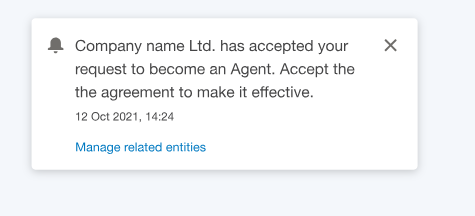 Company name Ltd. has accepted your
request to become an Agent. Accept the
the agreement to make it effective.
12 Oct 2021, 14:24
Manage related entities